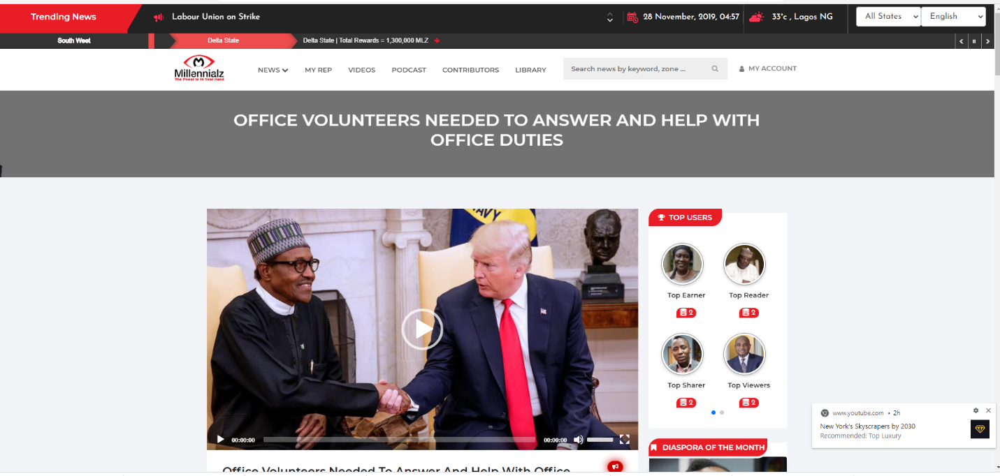 Trending News
Labour Union on Strike
28 November, 2019, 04:57
33°c , Lagos NG
All States
English
South West
Delta State
Delta State | Total Rewards = 1,300,000 MLZ
Millennialz
The Power is in Your Hand
NEWS
MY REP
VIDEOS
PODCAST
CONTRIBUTORS
LIBRARY
Search news by keyword, zone ...
MY ACCOUNT
OFFICE VOLUNTEERS NEEDED TO ANSWER AND HELP WITH
OFFICE DUTIES
NAVY
00:00:00
00:00:00
TOP USERS
Top Earner
Top Reader
2
2
Top Sharer
Top Viewers
2
2
DIASPORA OF THE MONTH
www.youtube.com • 2h
New York's Skyscrapers by 2030
Recommended: Top Luxury
Office Volunteers Needed To Answer And Help With Office